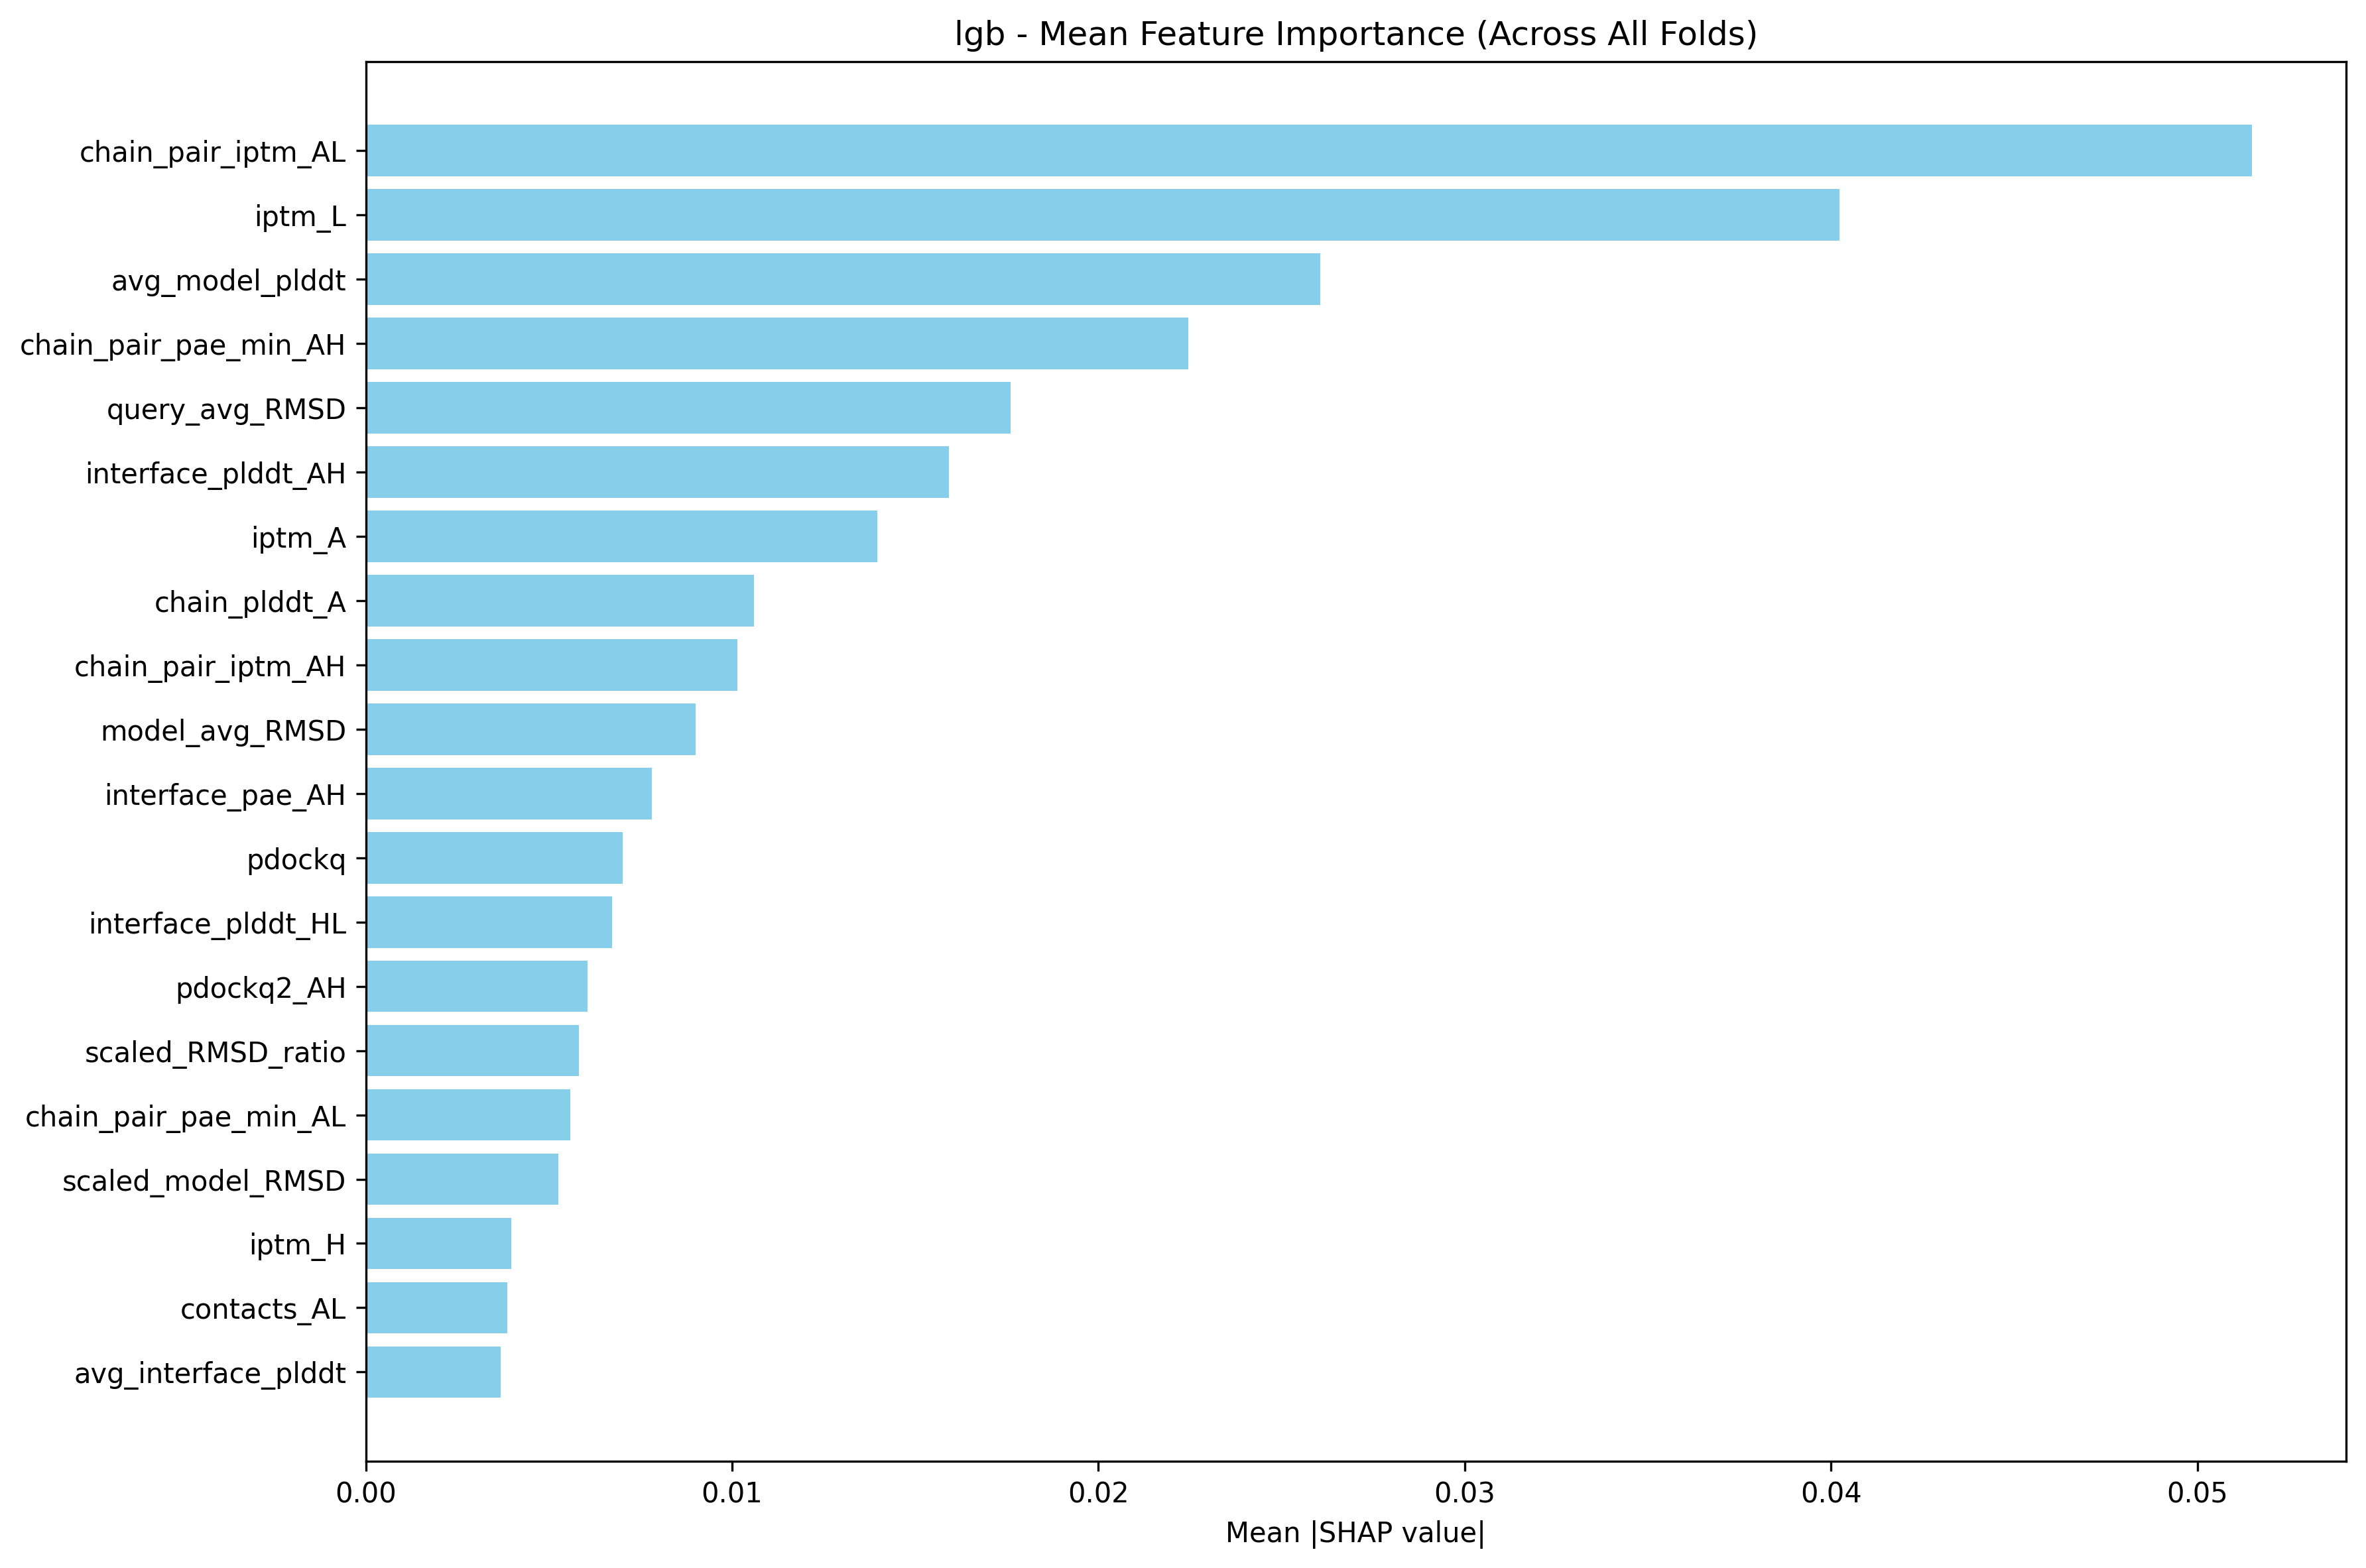 lgb - Mean Feature Importance (Across All Folds)
chain_pair_iptm_AL
iptm_L
avg_model_plddt
chain_pair_pae_min_AH
query_avg_RMSD
interface_plddt_AH
iptm_A
chain_plddt_A
chain_pair_iptm_AH
model_avg_RMSD
interface_pae_AH
pdockq
interface_plddt_HL
pdockq2_AH
scaled_RMSD_ratio
chain_pair_pae_min_AL
scaled_model_RMSD
iptm_H
contacts_AL
avg_interface_plddt
0.00 0.01 0.02 0.03 0.04 0.05
Mean |SHAP value|